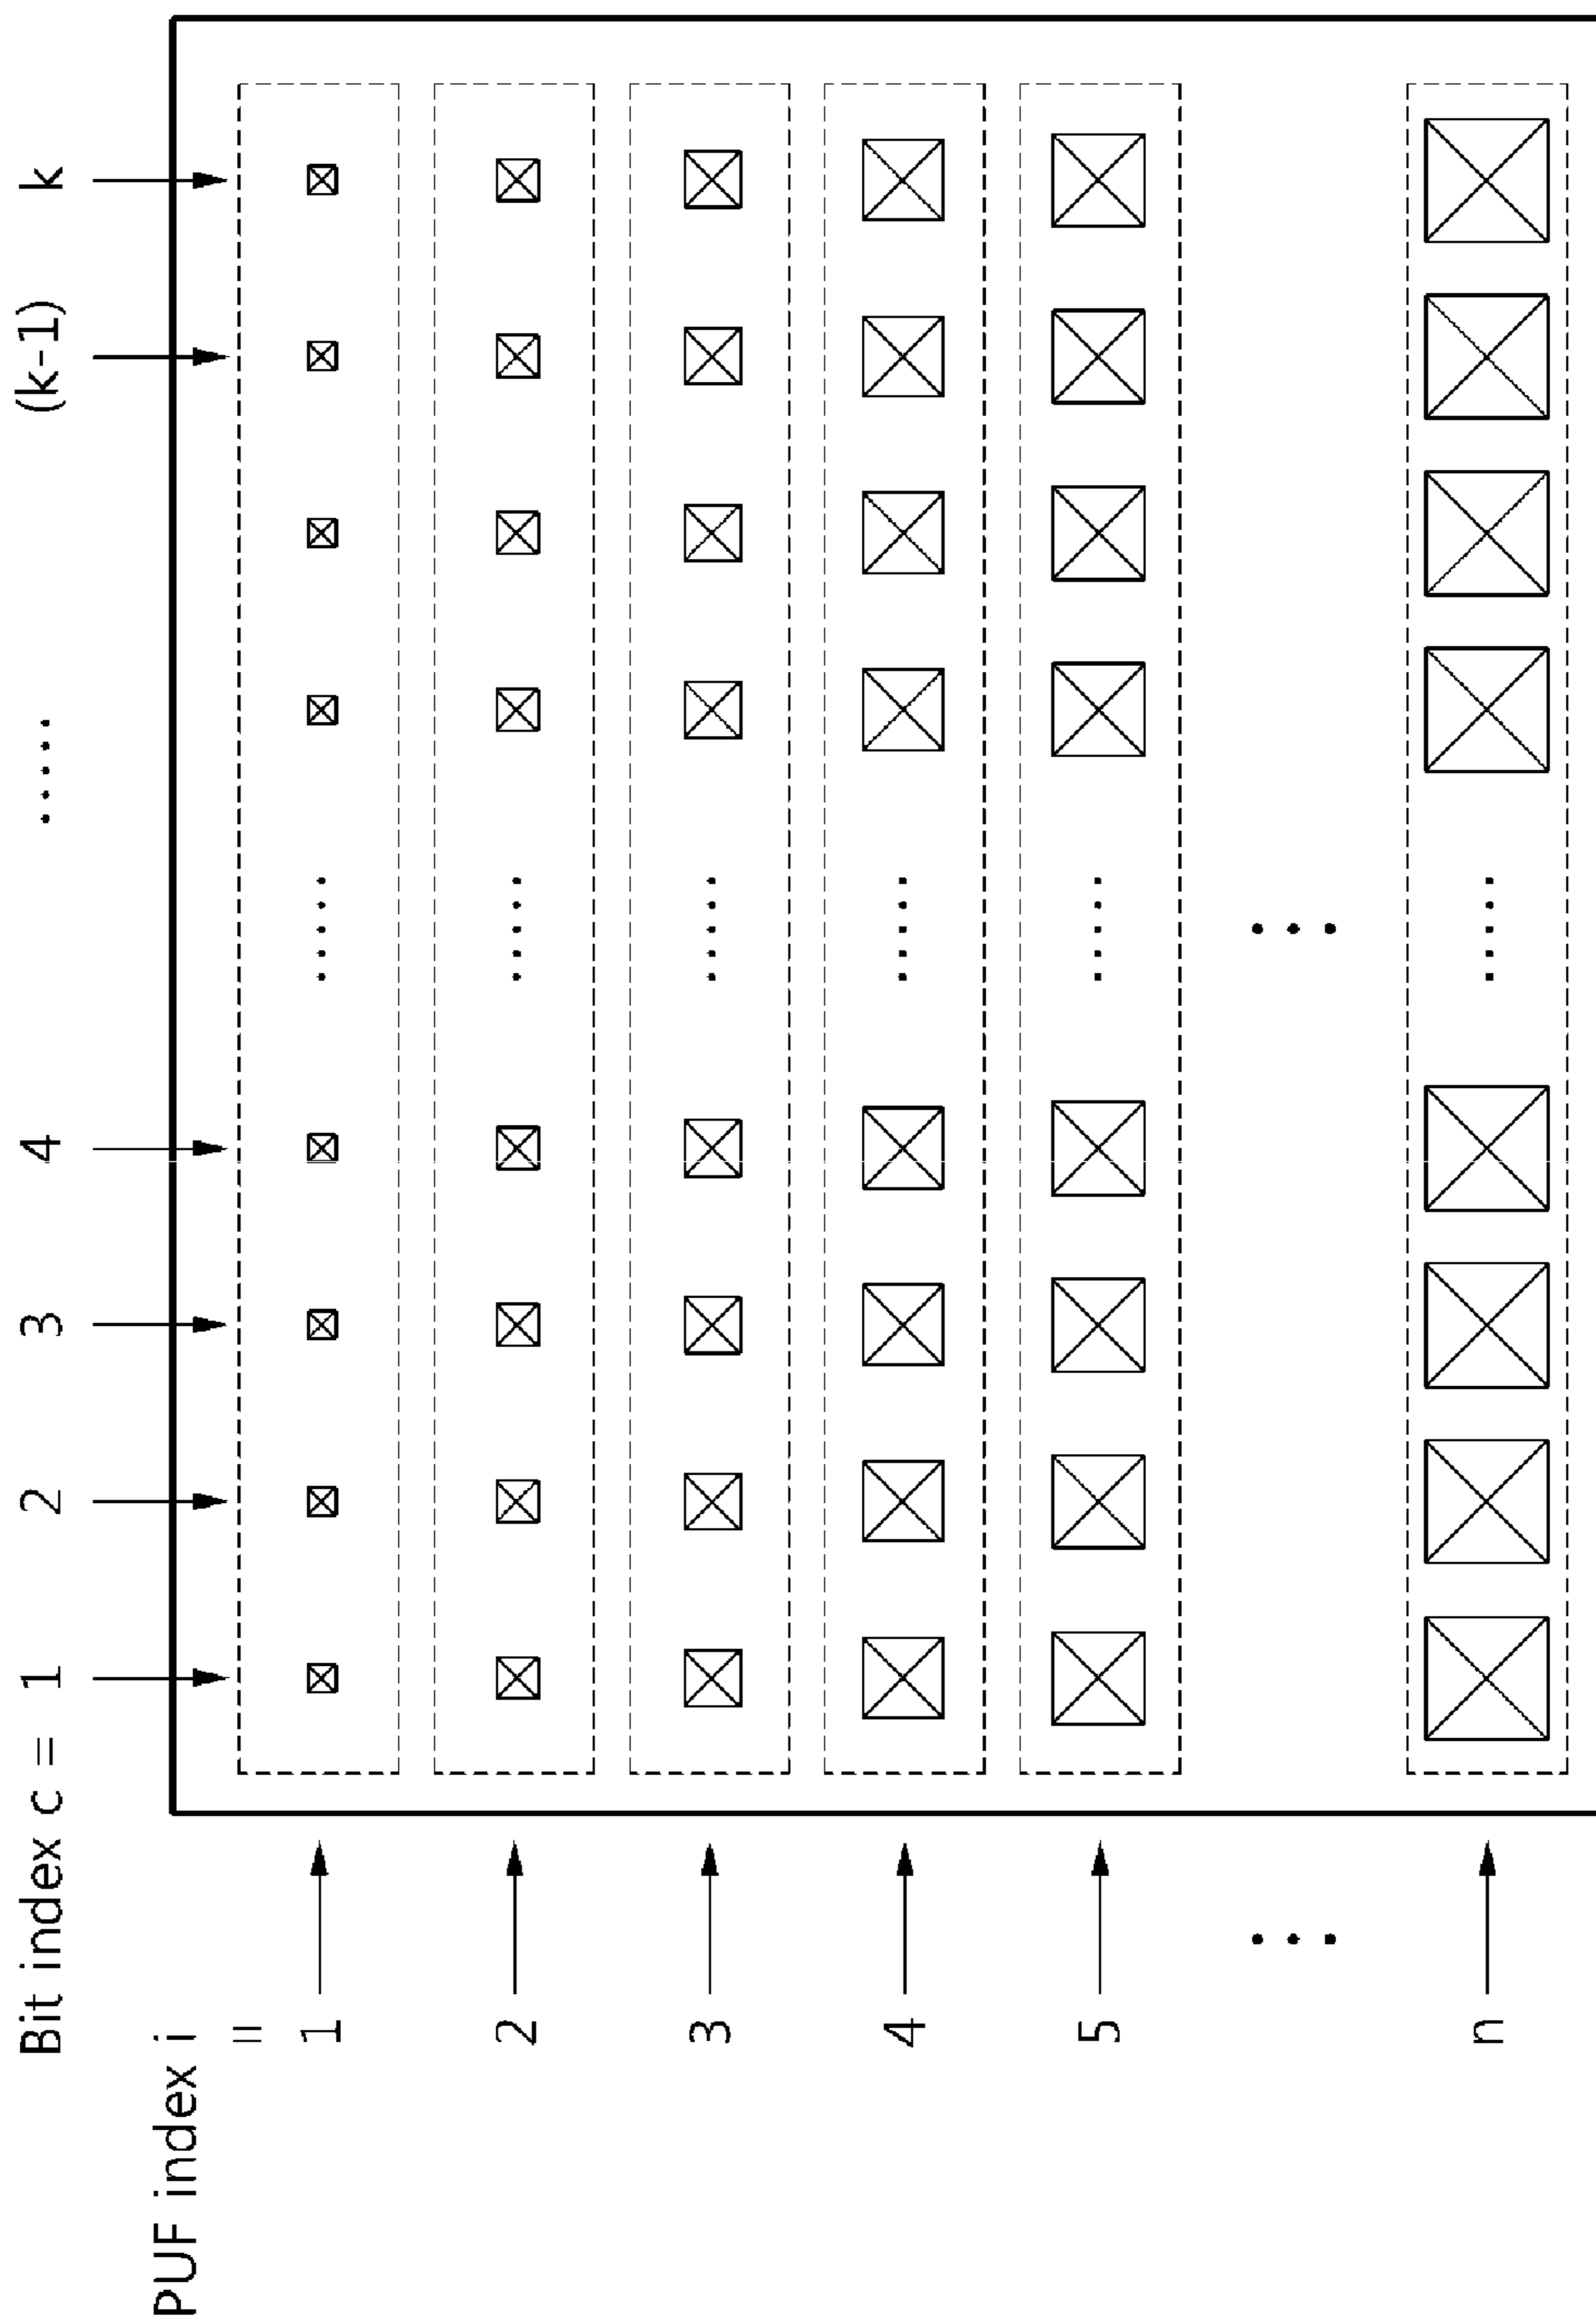 Bit index c = 1 2 3 4 ..... (k-1) k
PUF index i
=
1
2
3
4
5
...
n